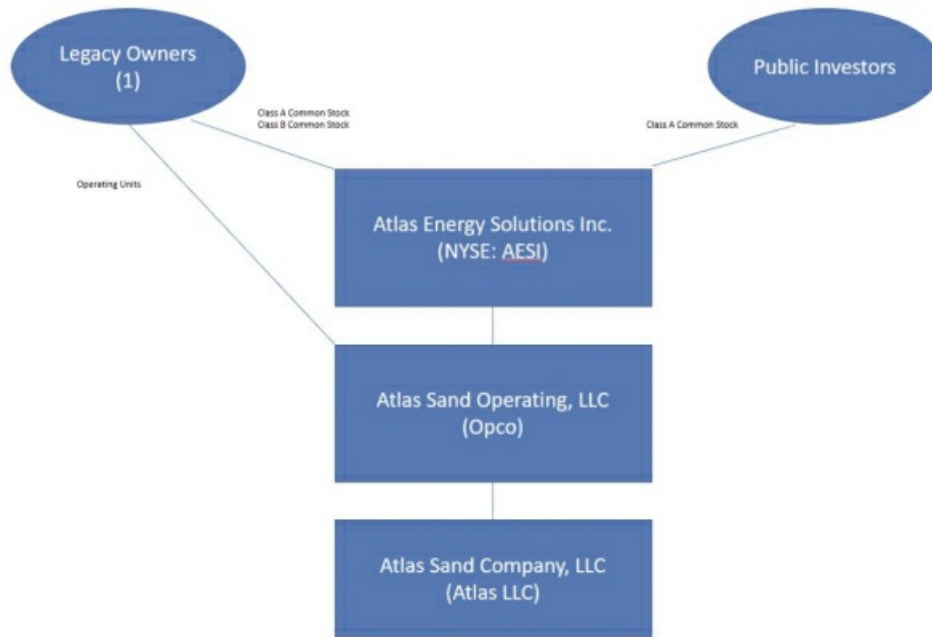 Legacy Owners
(1)
Public Investors
Class A Common Stock
Class B Common Stock
Class A Common Stock
Operating Units
Atlas Energy Solutions Inc.
(NYSE: AESI)
Atlas Sand Operating, LLC
(Opco)
Atlas Sand Company, LLC
(Atlas LLC)